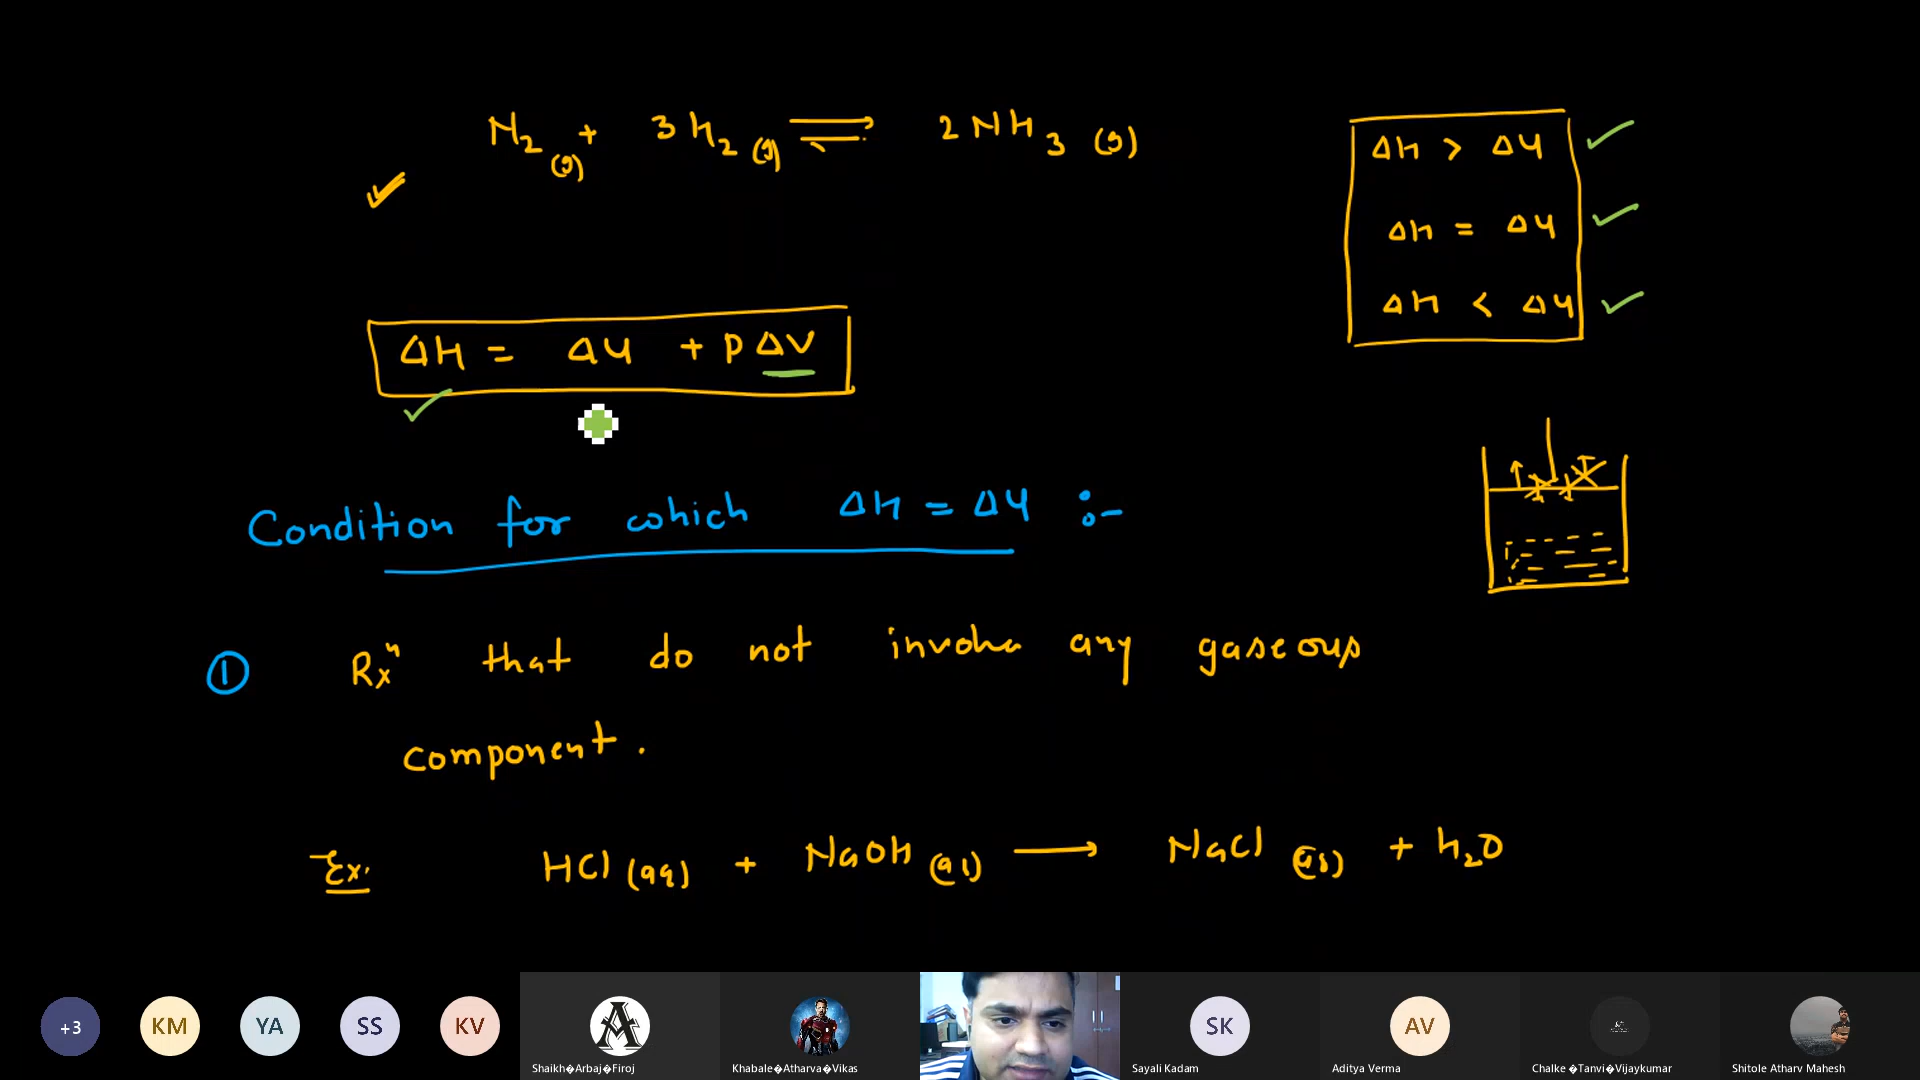 N₂(g) + 3H₂(g) ⇌ 2NH₃(g)
ΔH > ΔU
ΔH = ΔU
ΔH < ΔU
ΔH = ΔU + PΔV
Condition for which ΔH = ΔU :-
① Rxⁿ that do not involve any gaseous
component.
Ex. HCl (aq) + NaOH (aq) → NaCl (aq) + H₂O
+3
KM
YA
SS
KV
SK
AV
Shaikh�Arbaj�Firoj
Khabale�Atharva�Vikas
Sayali Kadam
Aditya Verma
Chalke �Tanvi�Vijaykumar
Shitole Atharv Mahesh